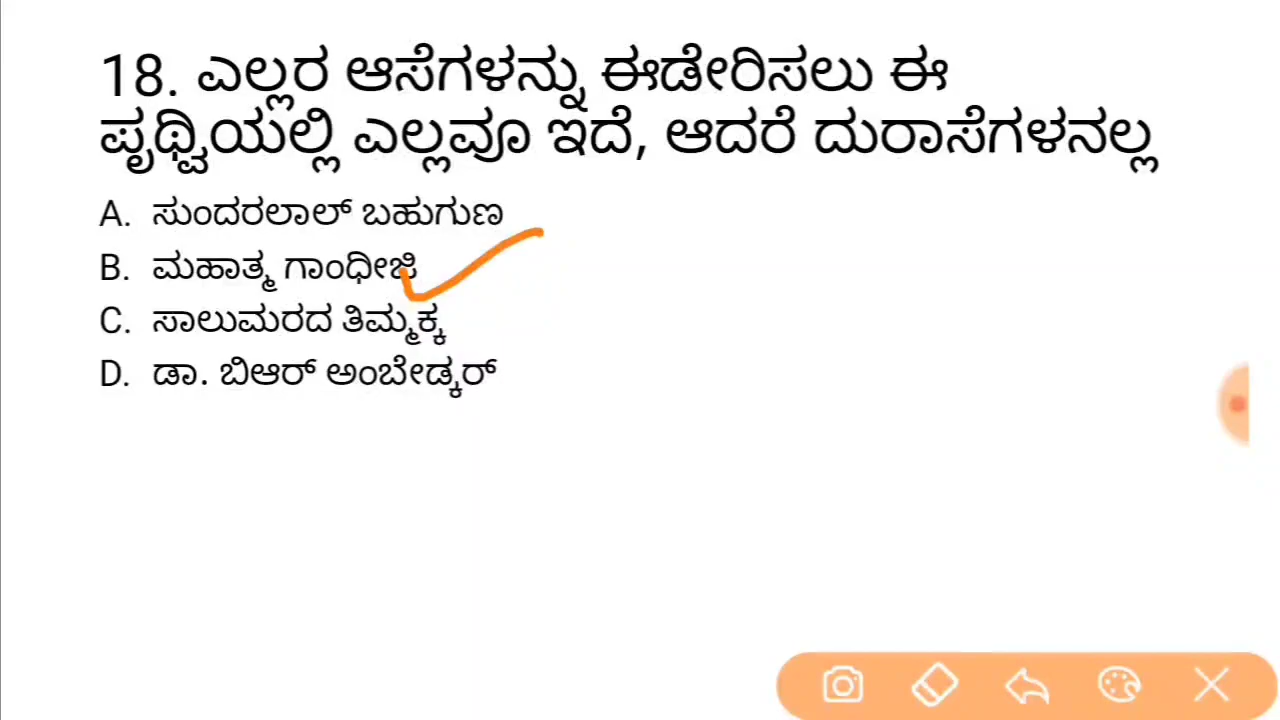 18. ಎಲ್ಲರ ಆಸೆಗಳನ್ನು ಈಡೇರಿಸಲು ಈ
ಪೃಥ್ವಿಯಲ್ಲಿ ಎಲ್ಲವೂ ಇದೆ, ಆದರೆ ದುರಾಸೆಗಳನಲ್ಲ
A. ಸುಂದರಲಾಲ್ ಬಹುಗುಣ
B. ಮಹಾತ್ಮ ಗಾಂಧೀಜಿ
C. ಸಾಲುಮರದ ತಿಮ್ಮಕ್ಕ
D. ಡಾ. ಬಿಆರ್ ಅಂಬೇಡ್ಕರ್